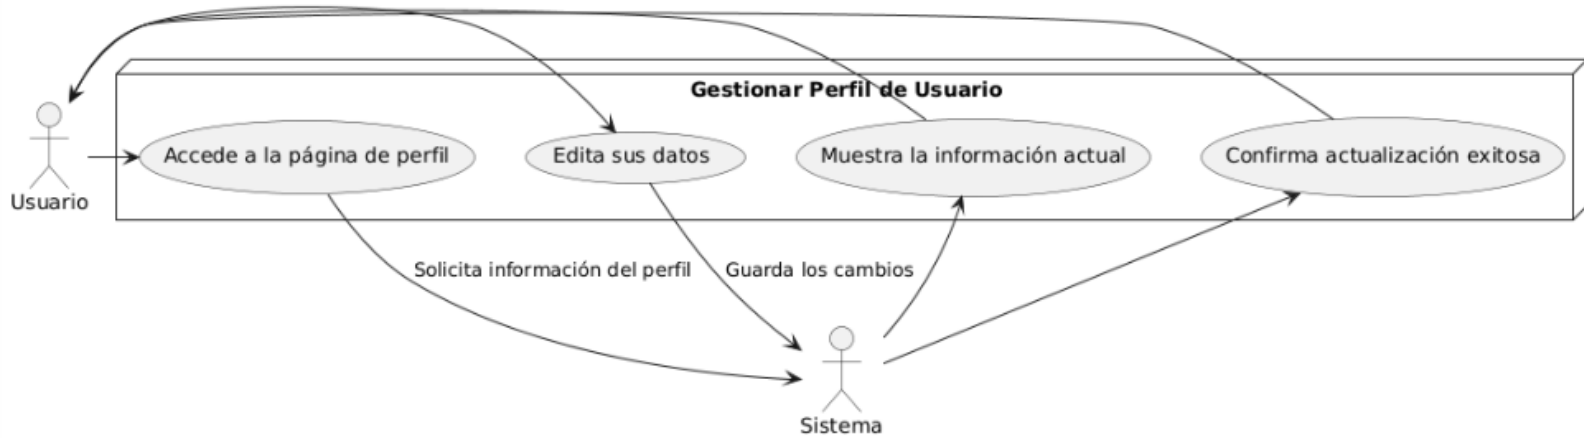 Gestionar Perfil de Usuario
Accede a la página de perfil
Edita sus datos
Muestra la información actual
Confirma actualización exitosa
Usuario
Solicita información del perfil
Guarda los cambios
Sistema